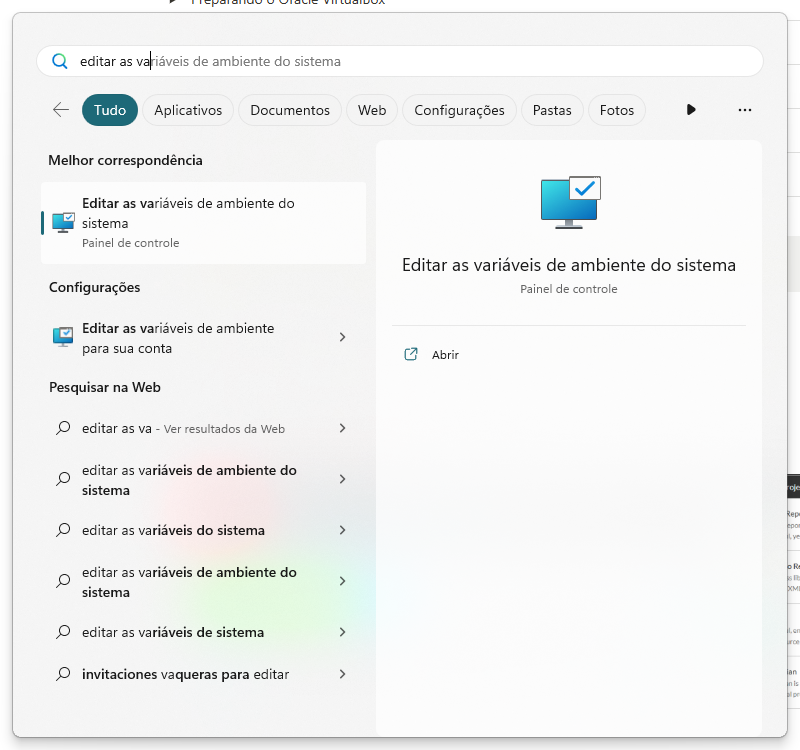 Preparando o Oracle Virtualbox
editar as variáveis de ambiente do sistema
Tudo
Aplicativos
Documentos
Web
Configurações
Pastas
Fotos
Melhor correspondência
Editar as variáveis de ambiente do
sistema
Painel de controle
Configurações
Editar as variáveis de ambiente
para sua conta
Pesquisar na Web
editar as va - Ver resultados da Web
editar as variáveis de ambiente do
sistema
editar as variáveis do sistema
editar as variáveis de ambiente do
sistema
editar as variáveis de sistema
invitaciones vaqueras para editar
Editar as variáveis de ambiente do sistema
Painel de controle
Abrir